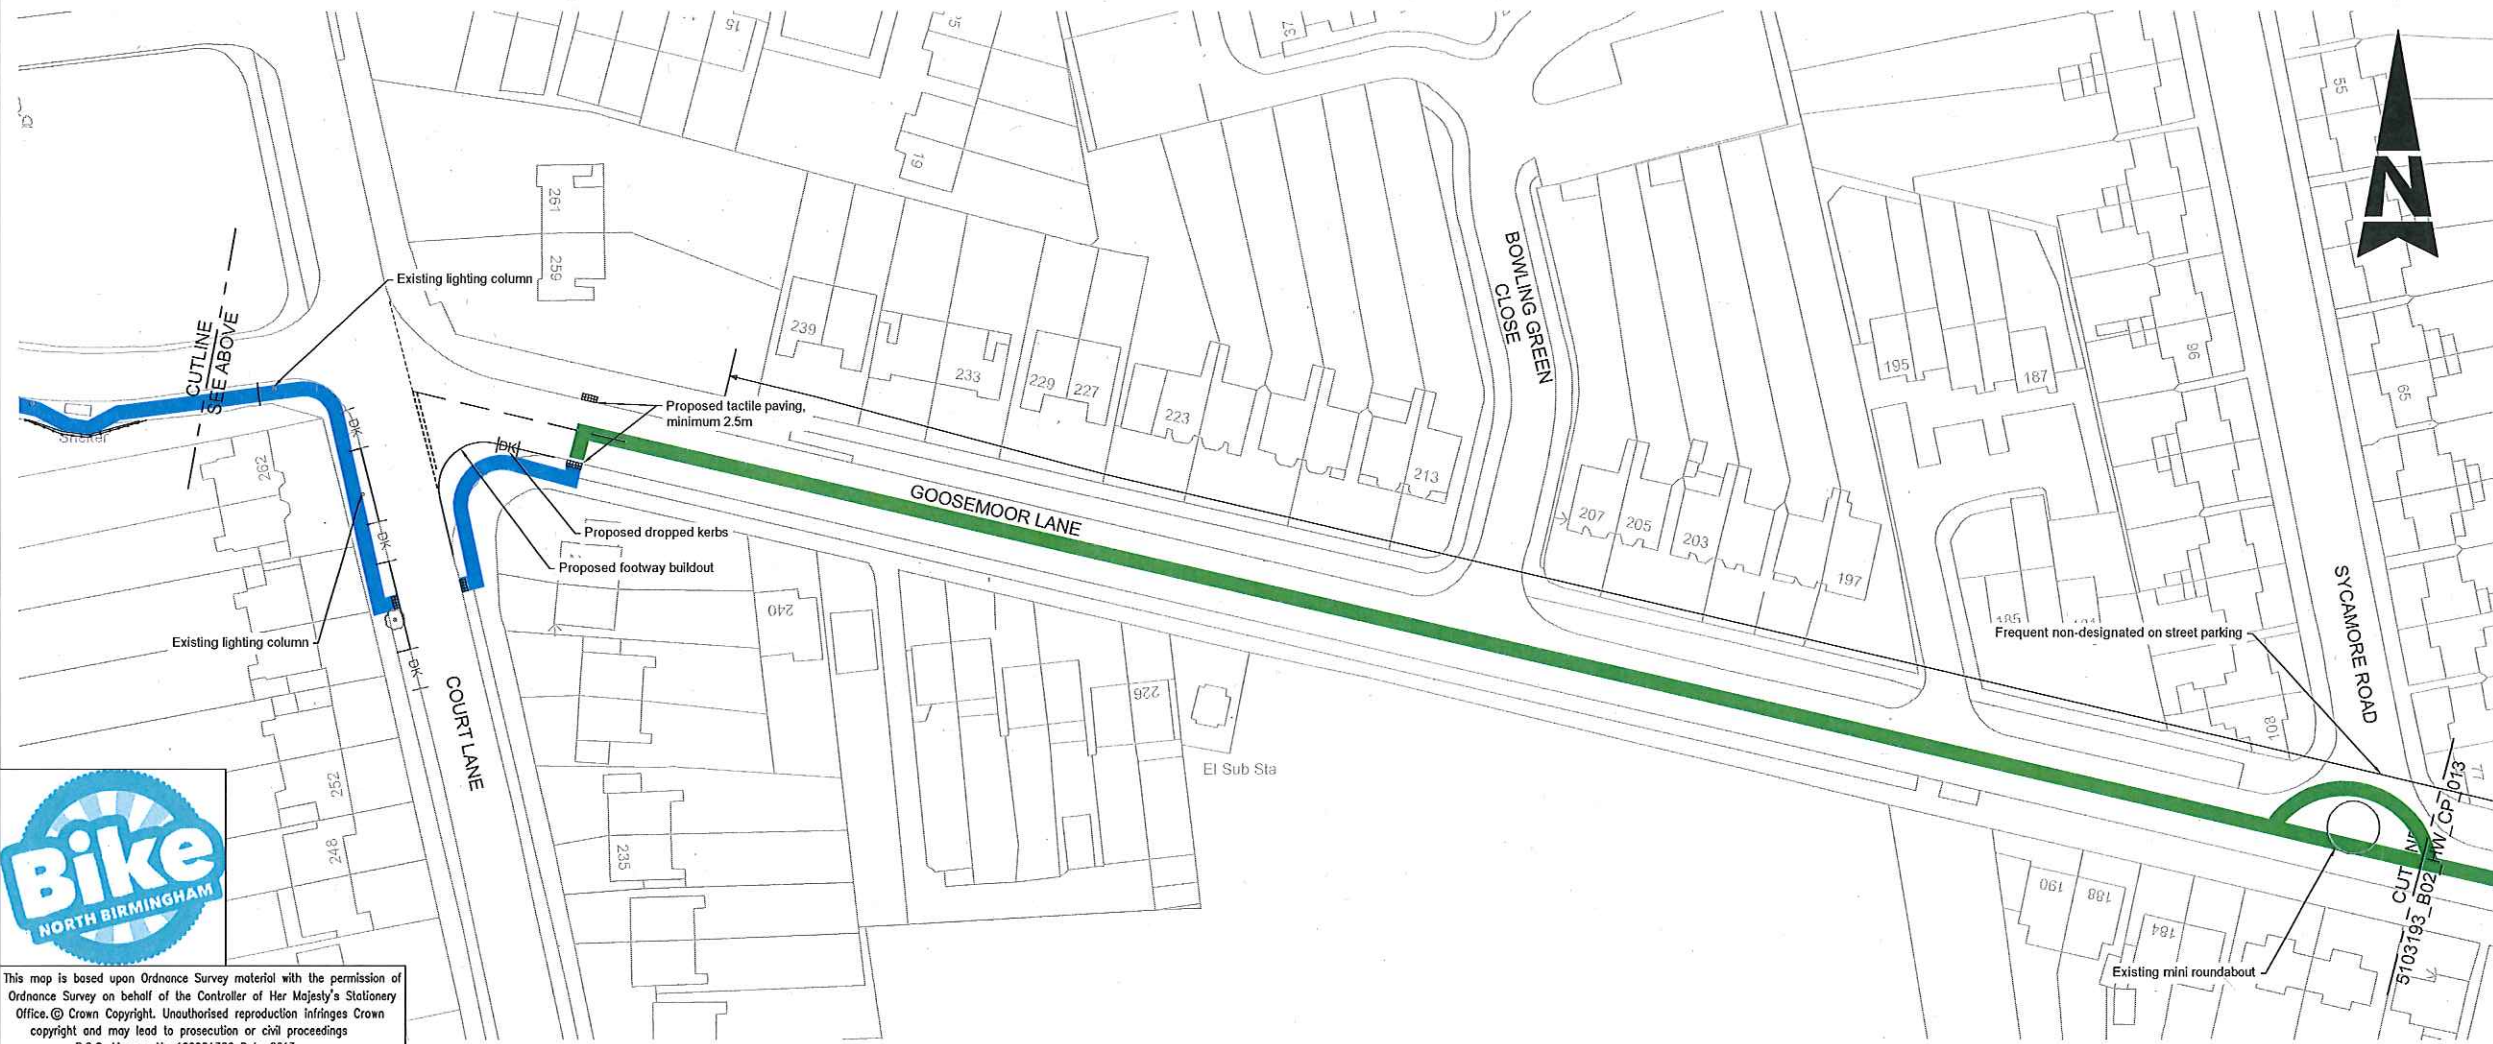 15
19
37
55
261
259
Existing lighting column
CUTLINE
SEE ABOVE
BOWLING GREEN
CLOSE
239
233
229
227
223
213
195
187
96
65
Proposed tactile paving,
minimum 2.5m
DK
DK
DK
DK
262
GOOSEMOOR LANE
207
205
203
197
Proposed dropped kerbs
Proposed footway buildout
240
185
Frequent non-designated on street parking
SYCAMORE ROAD
Existing lighting column
COURT LANE
226
El Sub Sta
108
77
252
248
235
190
188
184
Existing mini roundabout
5103193_B02_HW_CP_013
Bike
NORTH BIRMINGHAM
This map is based upon Ordnance Survey material with the permission of
Ordnance Survey on behalf of the Controller of Her Majesty's Stationery
Office. © Crown Copyright. Unauthorised reproduction infringes Crown
copyright and may lead to prosecution or civil proceedings
N